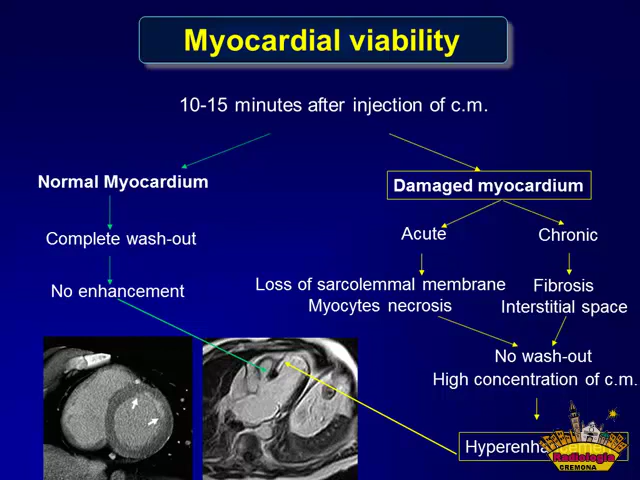 Myocardial viability
10-15 minutes after injection of c.m.
Normal Myocardium
Complete wash-out
No enhancement
Damaged myocardium
Acute
Chronic
Loss of sarcolemmal membrane
Myocytes necrosis
Fibrosis
Interstitial space
No wash-out
High concentration of c.m.
Radiologia
CREMONA